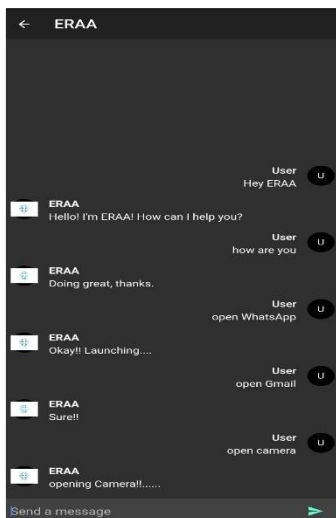 ERAA
User
Hey ERAA
U
ERAA
Hello! I'm ERAA! How can I help you?
User
how are you
U
ERAA
Doing great, thanks.
User
open WhatsApp
U
ERAA
Okay!! Launching....
User
open Gmail
U
ERAA
Sure!!
User
open camera
U
ERAA
opening Camera!!......
Send a message